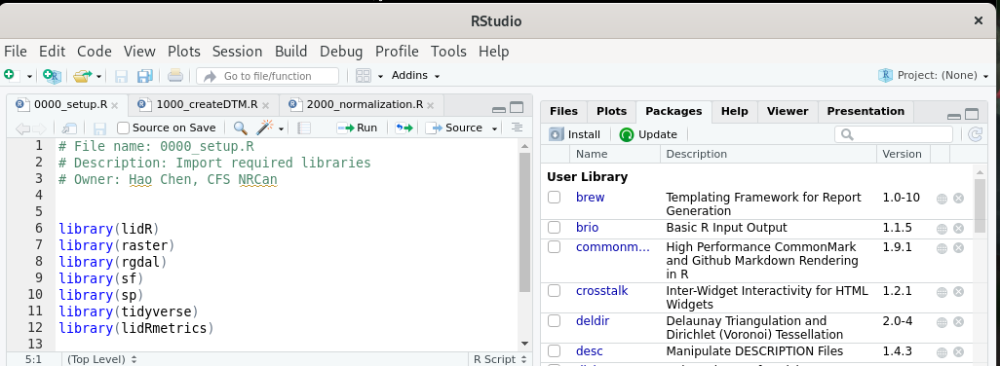 RStudio
File Edit Code View Plots Session Build Debug Profile Tools Help
Go to file/function Addins Project: (None)
0000_setup.R 1000_createDTM.R 2000_normalization.R
Source on Save Run Source
1 # File name: 0000_setup.R
2 # Description: Import required libraries
3 # Owner: Hao Chen, CFS NRCan
4
5
6 library(lidR)
7 library(raster)
8 library(rgdal)
9 library(sf)
10 library(sp)
11 library(tidyverse)
12 library(lidRmetrics)
13
5:1 (Top Level) R Script
Files Plots Packages Help Viewer Presentation
Install Update
Name Description Version
User Library
brew Templating Framework for Report 1.0-10
Generation
brio Basic R Input Output 1.1.5
commonm... High Performance CommonMark 1.9.1
and Github Markdown Rendering
in R
crosstalk Inter-Widget Interactivity for HTML 1.2.1
Widgets
deldir Delaunay Triangulation and 2.0-4
Dirichlet (Voronoi) Tessellation
desc Manipulate DESCRIPTION Files 1.4.3